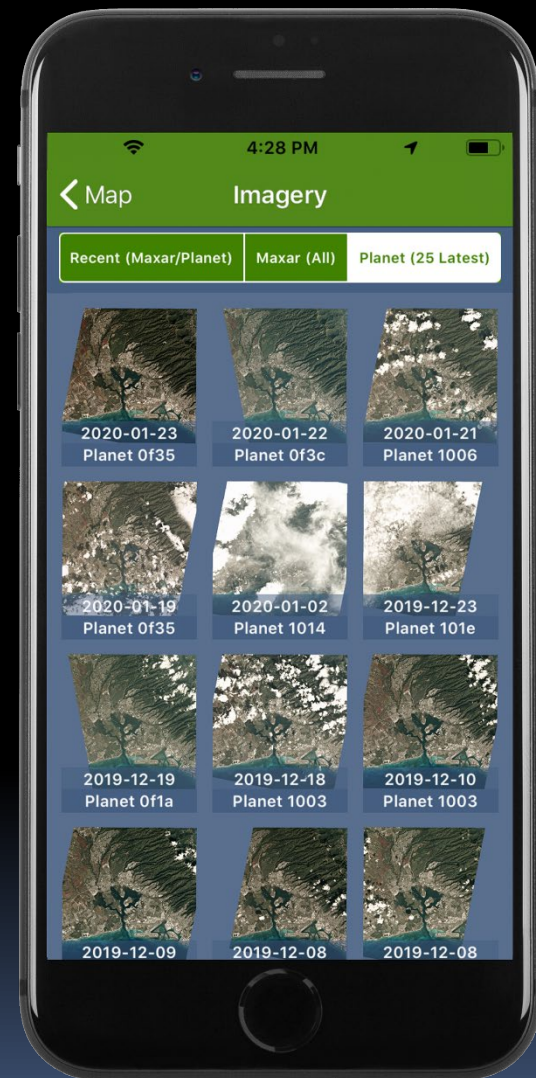 4:28 PM
Map
Imagery
Recent (Maxar/Planet)
Maxar (All)
Planet (25 Latest)
2020-01-23
Planet 0f35
2020-01-22
Planet 0f3c
2020-01-21
Planet 1006
2020-01-19
Planet 0f35
2020-01-02
Planet 1014
2019-12-23
Planet 101e
2019-12-19
Planet 0f1a
2019-12-18
Planet 1003
2019-12-10
Planet 1003
2019-12-09
2019-12-08
2019-12-08